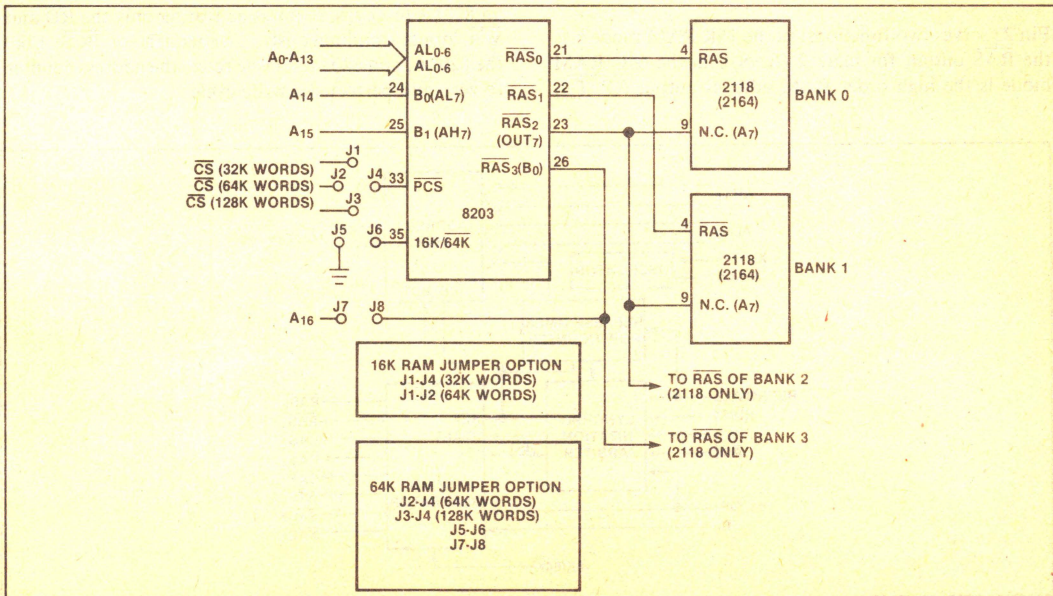 A0-A13
AL0-6
AL0-6
A14
24
B0(AL7)
A15
25
B1 (AH7)
J1
CS (32K WORDS)
J2
J4
33
PCS
CS (64K WORDS)
CS (128K WORDS)
J3
8203
J5
J6
35
16K/64K
A16
J7
J8
RAS0
21
RAS1
22
RAS2
(OUT7)
23
RAS3(B0)
26
4
RAS
2118
(2164)
BANK 0
9
N.C. (A7)
4
RAS
2118
(2164)
BANK 1
9
N.C. (A7)
TO RAS OF BANK 2
(2118 ONLY)
TO RAS OF BANK 3
(2118 ONLY)
16K RAM JUMPER OPTION
J1-J4 (32K WORDS)
J1-J2 (64K WORDS)
64K RAM JUMPER OPTION
J2-J4 (64K WORDS)
J3-J4 (128K WORDS)
J5-J6
J7-J8